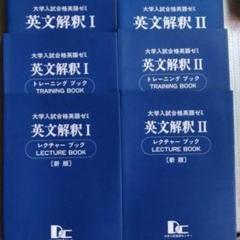 大学入試合格英語ゼミ
英文解釈 I
大学入試合格英語ゼミ
英文解釈 II
大学入試合格英語ゼミ
英文解釈 I
トレーニング ブック
TRAINING BOOK
大学入試合格英語ゼミ
英文解釈 II
トレーニング ブック
TRAINING BOOK
大学入試合格英語ゼミ
英文解釈 I
レクチャー ブック
LECTURE BOOK
〔新 版〕
大学入試合格英語ゼミ
英文解釈 II
レクチャー ブック
LECTURE BOOK
〔新 版〕